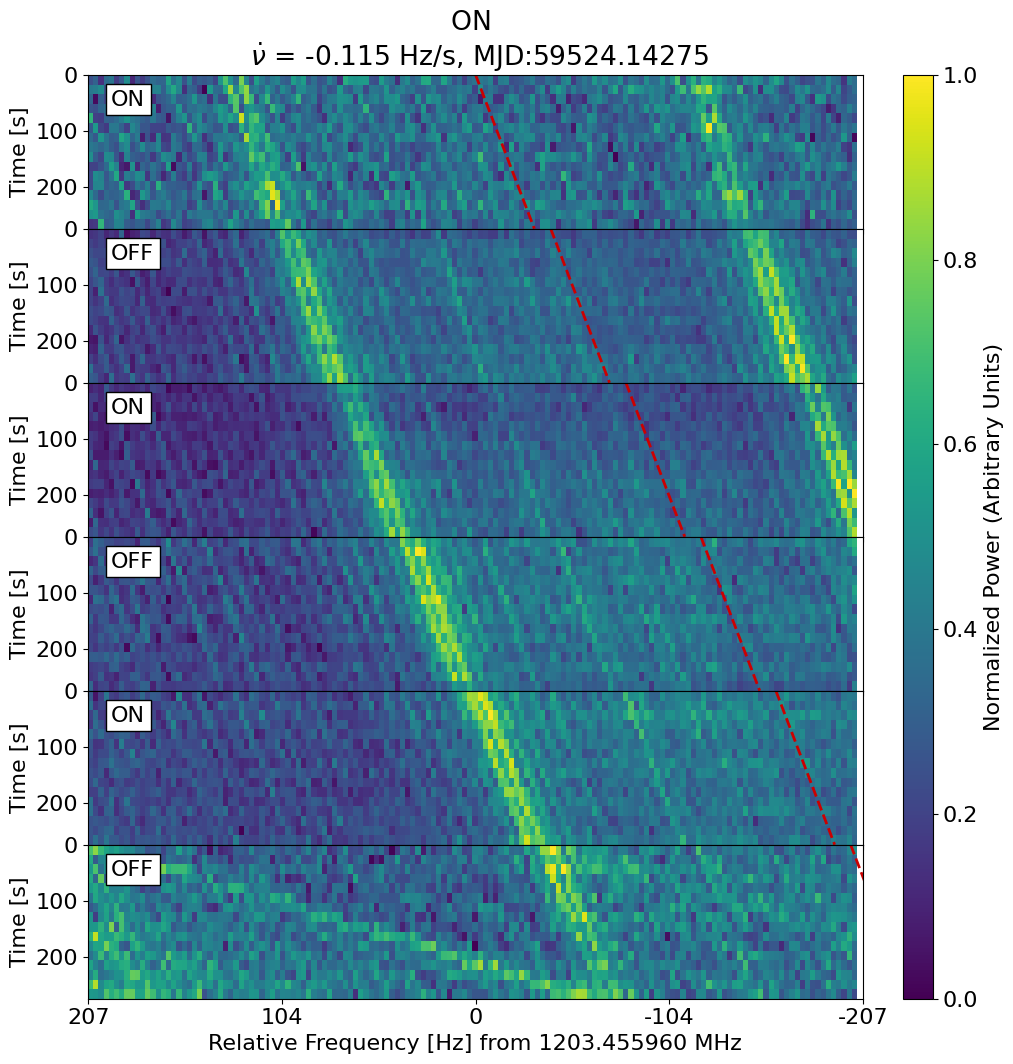 ON
ν̇ = -0.115 Hz/s, MJD:59524.14275
0
100
200
Time [s]
ON
0
100
200
Time [s]
OFF
0
100
200
Time [s]
ON
0
100
200
Time [s]
OFF
0
100
200
Time [s]
ON
0
100
200
Time [s]
OFF
207 104 0 -104 -207
Relative Frequency [Hz] from 1203.455960 MHz
1.0
0.8
0.6
0.4
0.2
0.0
Normalized Power (Arbitrary Units)